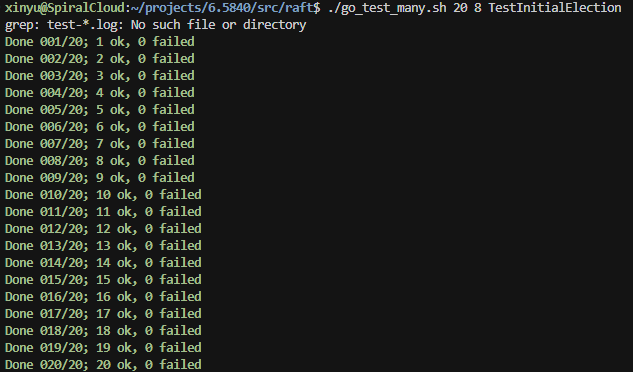 xinyu@SpiralCloud:~/projects/6.5840/src/raft$ ./go_test_many.sh 20 8 TestInitialElection
grep: test-*.log: No such file or directory
Done 001/20; 1 ok, 0 failed
Done 002/20; 2 ok, 0 failed
Done 003/20; 3 ok, 0 failed
Done 004/20; 4 ok, 0 failed
Done 005/20; 5 ok, 0 failed
Done 006/20; 6 ok, 0 failed
Done 007/20; 7 ok, 0 failed
Done 008/20; 8 ok, 0 failed
Done 009/20; 9 ok, 0 failed
Done 010/20; 10 ok, 0 failed
Done 011/20; 11 ok, 0 failed
Done 012/20; 12 ok, 0 failed
Done 013/20; 13 ok, 0 failed
Done 014/20; 14 ok, 0 failed
Done 015/20; 15 ok, 0 failed
Done 016/20; 16 ok, 0 failed
Done 017/20; 17 ok, 0 failed
Done 018/20; 18 ok, 0 failed
Done 019/20; 19 ok, 0 failed
Done 020/20; 20 ok, 0 failed